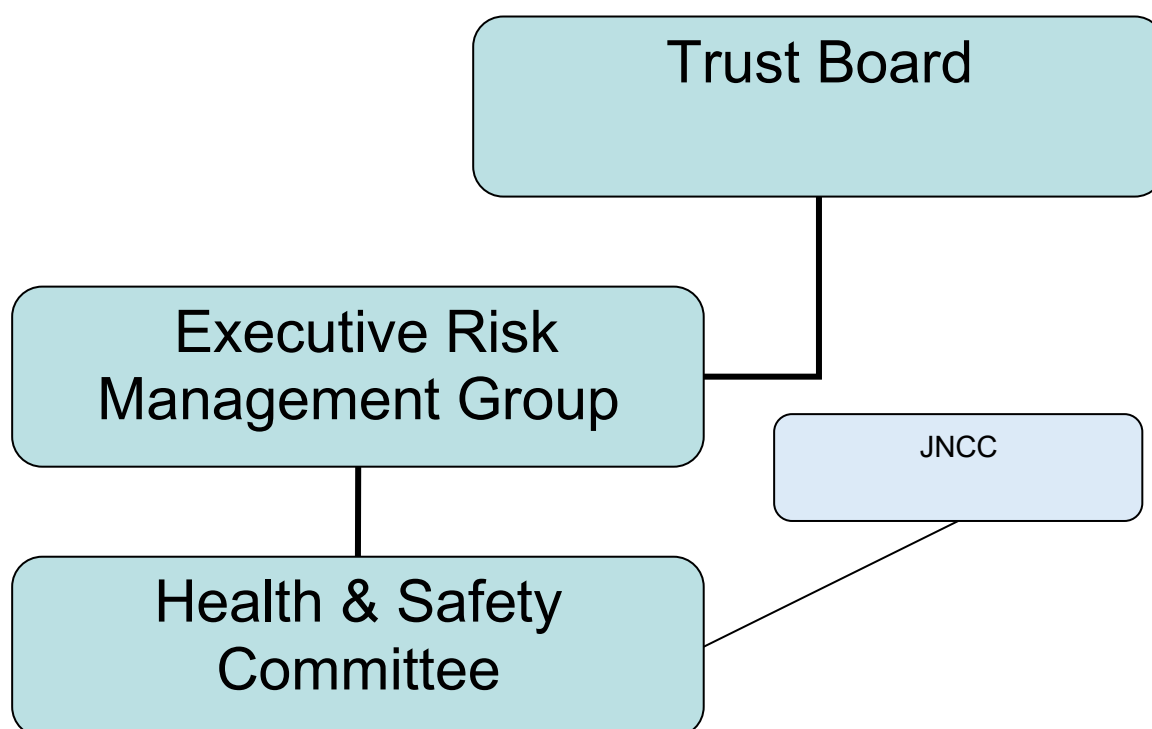 Trust Board
Executive Risk
Management Group
JNCC
Health & Safety
Committee